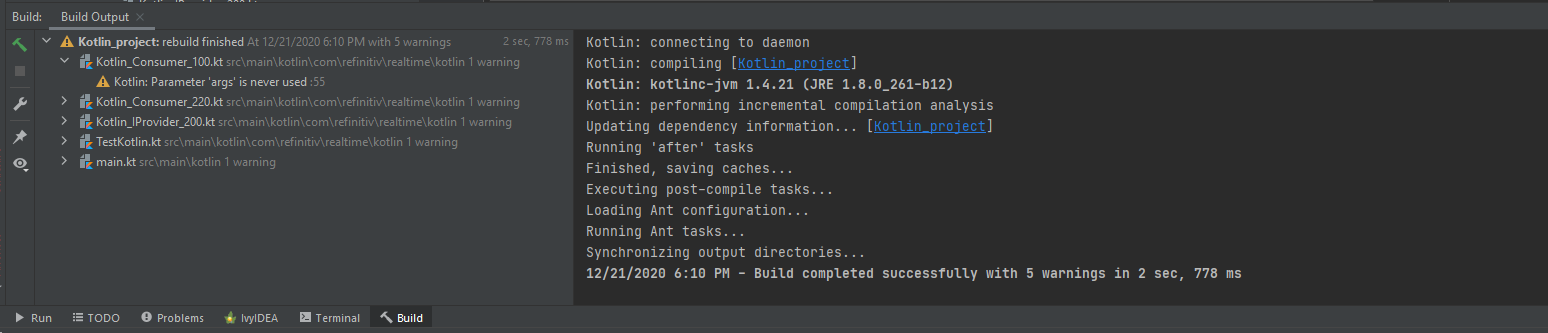 Build: Build Output ×
Kotlin_project: rebuild finished At 12/21/2020 6:10 PM with 5 warnings 2 sec, 778 ms
Kotlin_Consumer_100.kt src\main\kotlin\com\refinitiv\realtime\kotlin 1 warning
Kotlin: Parameter 'args' is never used :55
Kotlin_Consumer_220.kt src\main\kotlin\com\refinitiv\realtime\kotlin 1 warning
Kotlin_IProvider_200.kt src\main\kotlin\com\refinitiv\realtime\kotlin 1 warning
TestKotlin.kt src\main\kotlin\com\refinitiv\realtime\kotlin 1 warning
main.kt src\main\kotlin 1 warning
Kotlin: connecting to daemon
Kotlin: compiling [Kotlin_project]
Kotlin: kotlinc-jvm 1.4.21 (JRE 1.8.0_261-b12)
Kotlin: performing incremental compilation analysis
Updating dependency information... [Kotlin_project]
Running 'after' tasks
Finished, saving caches...
Executing post-compile tasks...
Loading Ant configuration...
Running Ant tasks...
Synchronizing output directories...
12/21/2020 6:10 PM - Build completed successfully with 5 warnings in 2 sec, 778 ms
Run TODO Problems IvyIDEA Terminal Build